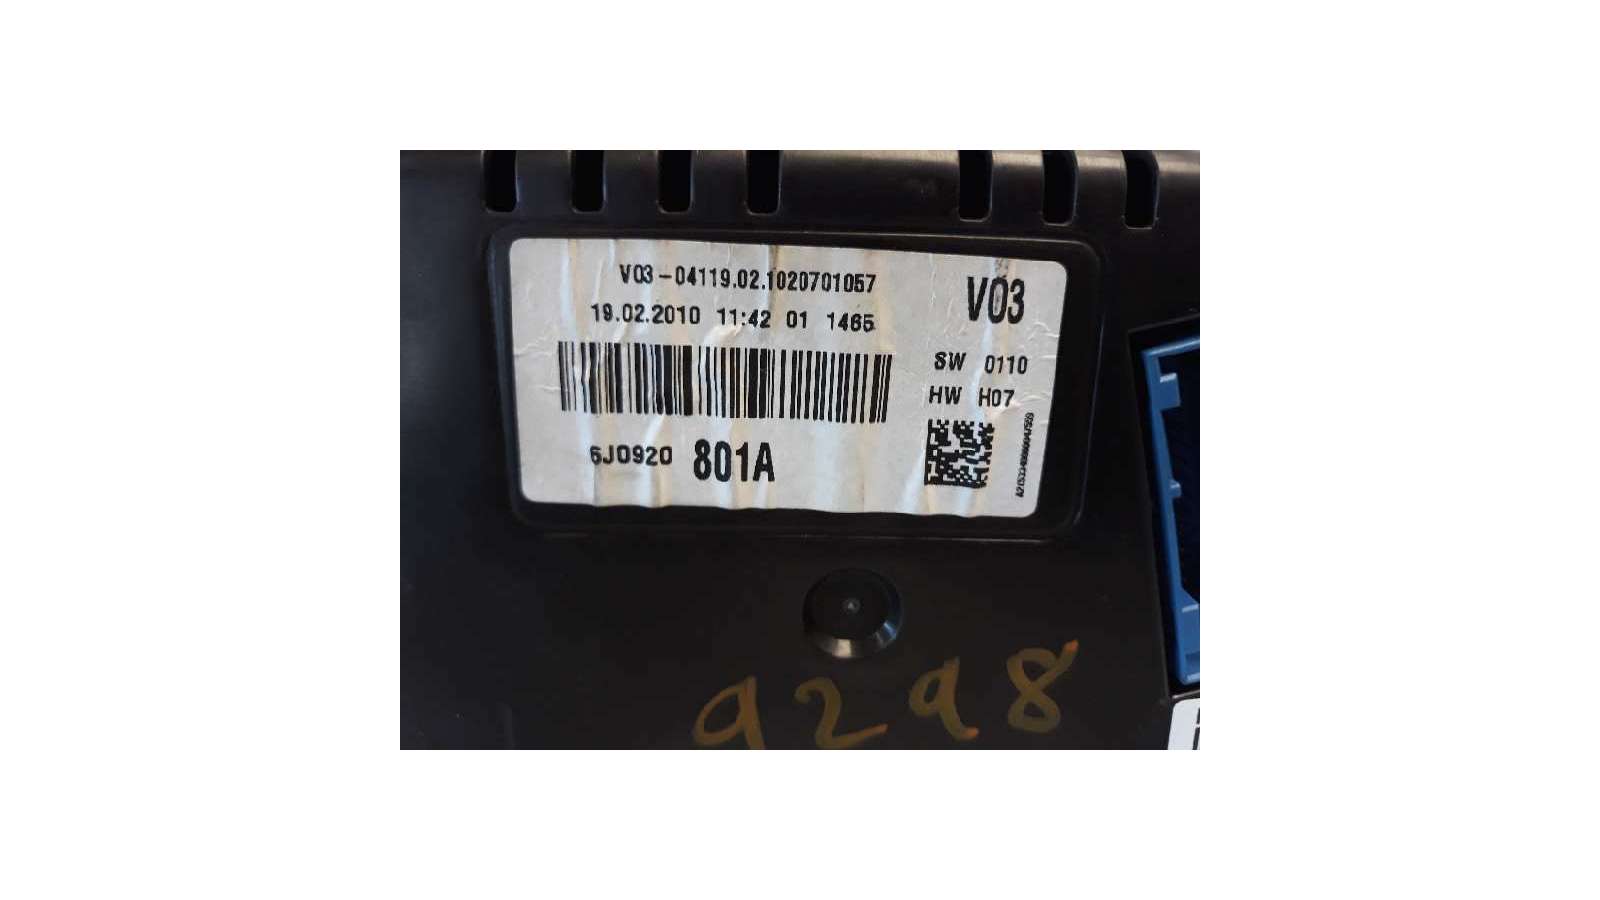 V03-04119.02.1020701057
V03
19.02.2010 11:42 01 1465
SW 0110
HW H07
6J0920 801A
9298